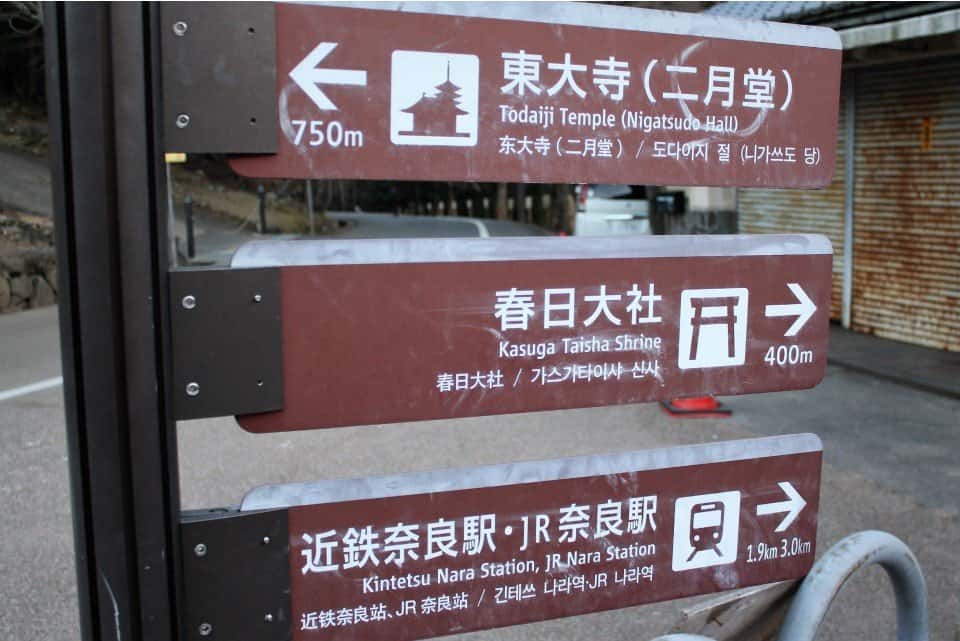 東大寺（二月堂）
Todaiji Temple (Nigatsudo Hall)
750m
东大寺（二月堂） / 도다이지 절 (니가쓰도 당)
春日大社
Kasuga Taisha Shrine
400m
春日大社 / 가스가타이샤 신사
近鉄奈良駅・JR奈良駅
Kintetsu Nara Station, JR Nara Station
1.9km 3.0km
近铁奈良站、JR 奈良站 / 긴테쓰 나라역·JR 나라역